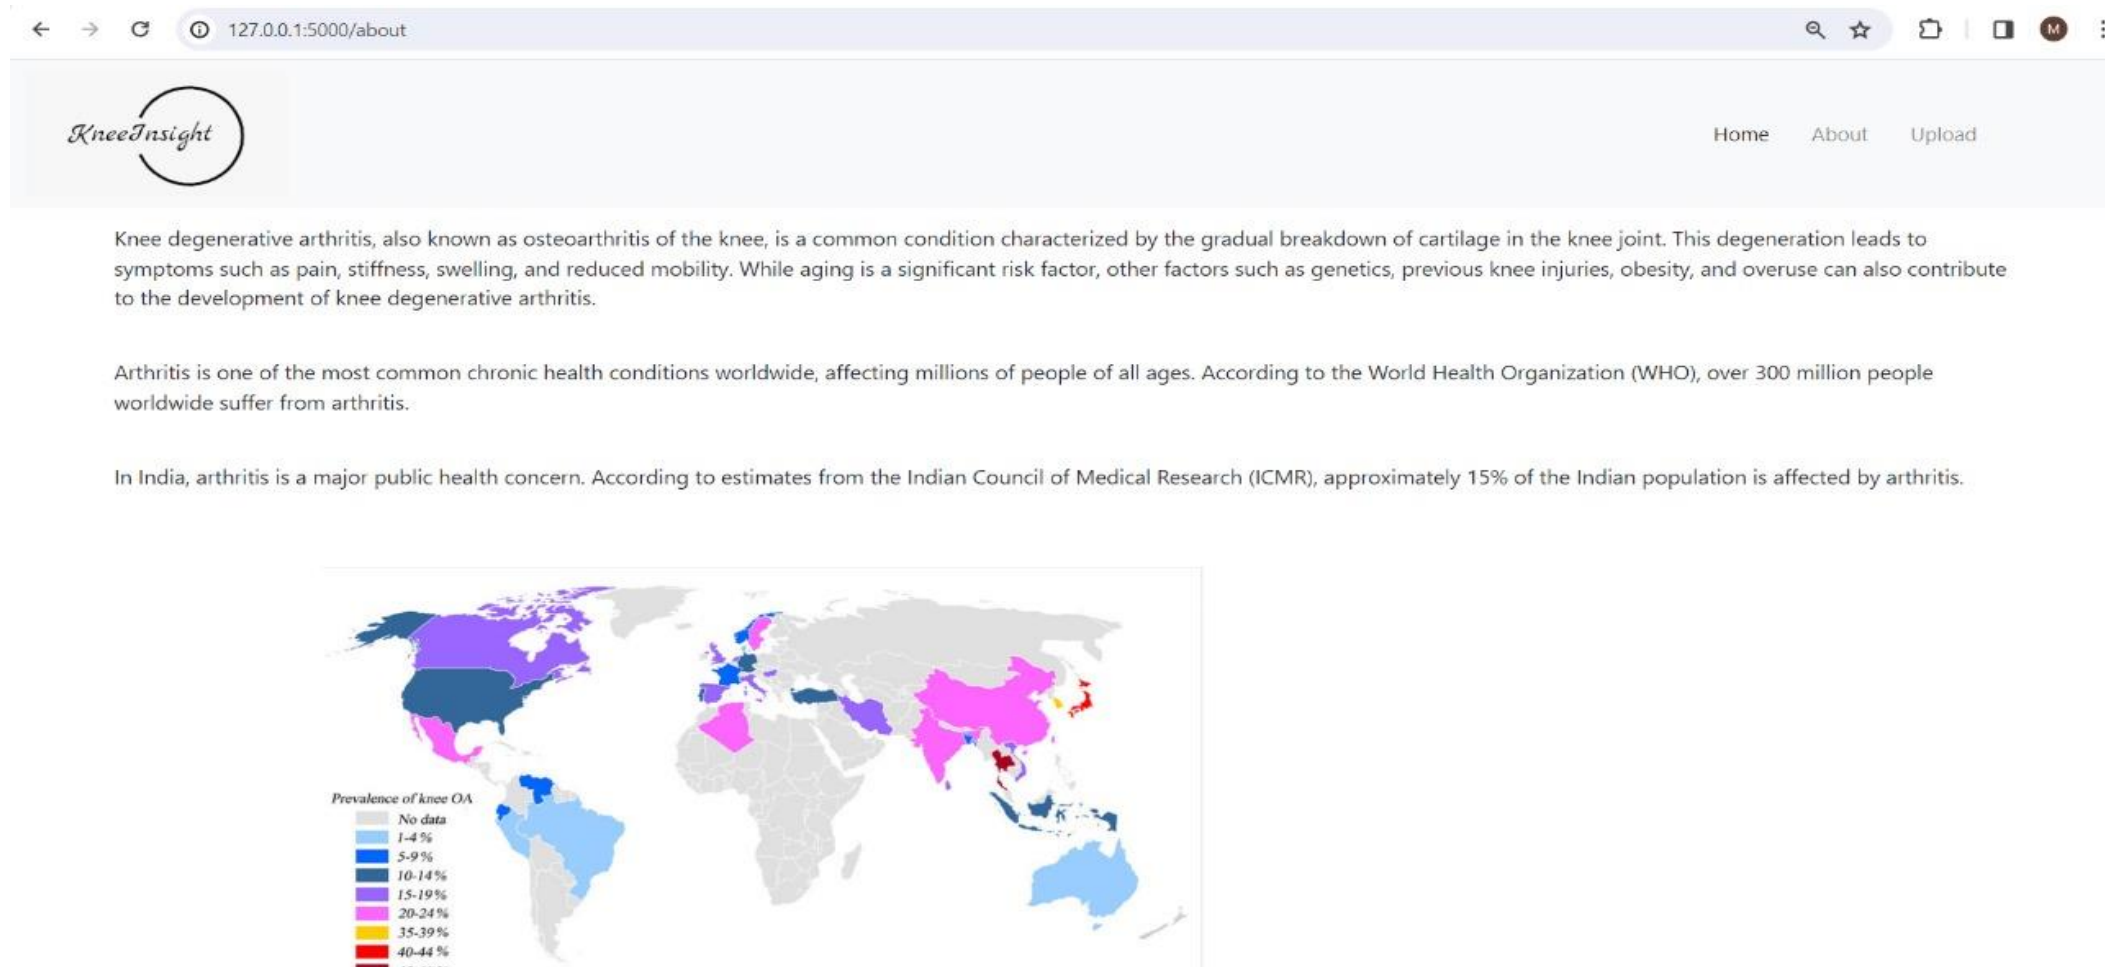 127.0.0.1:5000/about
M
KneeInsight
Home About Upload
Knee degenerative arthritis, also known as osteoarthritis of the knee, is a common condition characterized by the gradual breakdown of cartilage in the knee joint. This degeneration leads to
symptoms such as pain, stiffness, swelling, and reduced mobility. While aging is a significant risk factor, other factors such as genetics, previous knee injuries, obesity, and overuse can also contribute
to the development of knee degenerative arthritis.
Arthritis is one of the most common chronic health conditions worldwide, affecting millions of people of all ages. According to the World Health Organization (WHO), over 300 million people
worldwide suffer from arthritis.
In India, arthritis is a major public health concern. According to estimates from the Indian Council of Medical Research (ICMR), approximately 15% of the Indian population is affected by arthritis.
Prevalence of knee OA
No data
1-4%
5-9%
10-14%
15-19%
20-24%
35-39%
40-44%